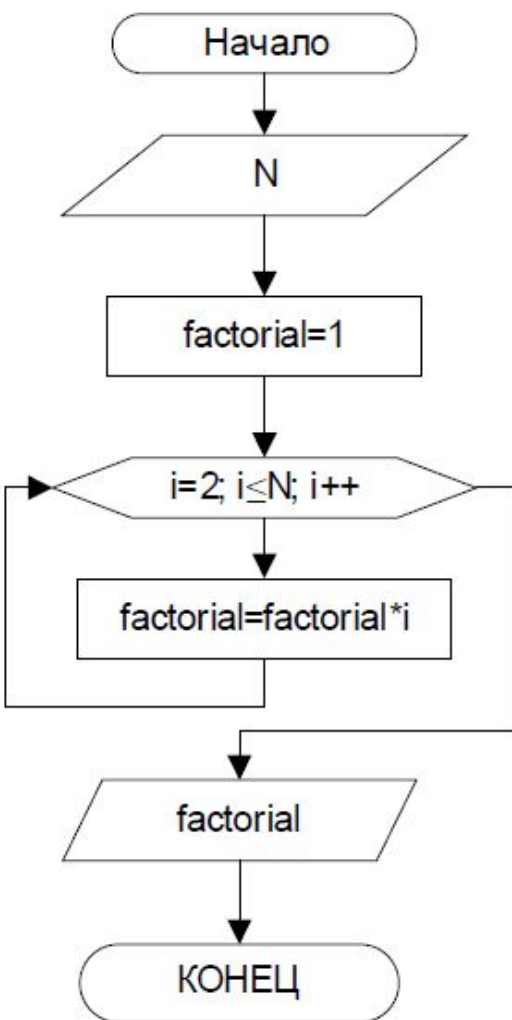 Начало
N
factorial=1
i=2; i≤N; i++
factorial=factorial*i
factorial
КОНЕЦ